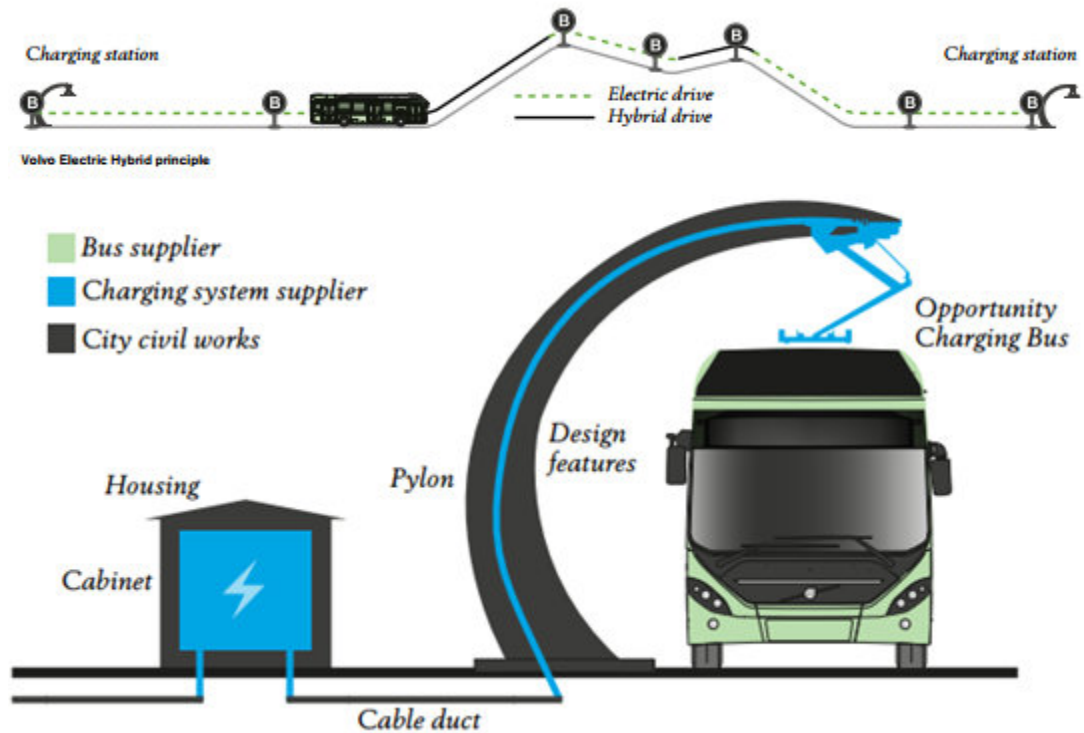 B
Charging station
Charging station
B
B
B
B
B
B
B
Electric drive
Hybrid drive
Volvo Electric Hybrid principle
Bus supplier
Charging system supplier
City civil works
Opportunity
Charging Bus
Design
features
Pylon
Housing
Cabinet
Cable duct